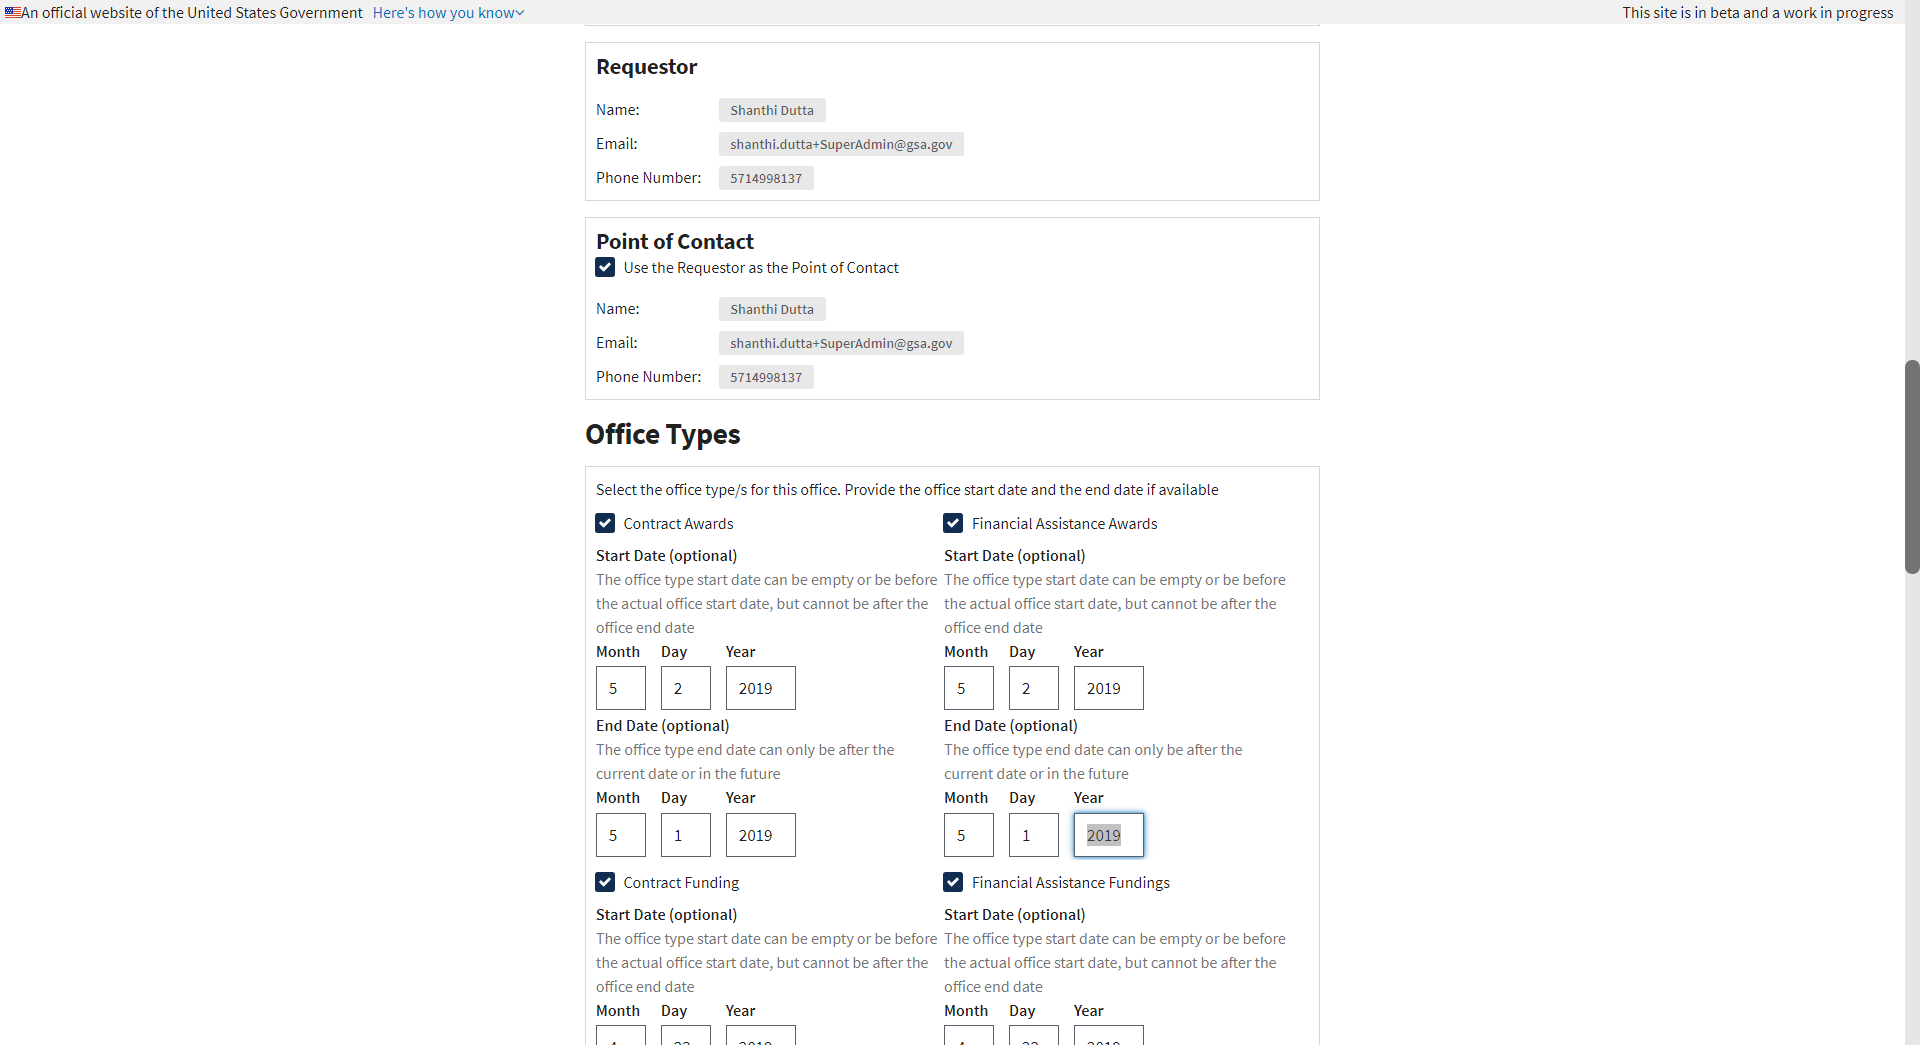 An official website of the United States Government Here's how you know
This site is in beta and a work in progress
Requestor
Name: Shanthi Dutta
Email: shanthi.dutta+SuperAdmin@gsa.gov
Phone Number: 5714998137
Point of Contact
Use the Requestor as the Point of Contact
Name: Shanthi Dutta
Email: shanthi.dutta+SuperAdmin@gsa.gov
Phone Number: 5714998137
Office Types
Select the office type/s for this office. Provide the office start date and the end date if available
Contract Awards
Start Date (optional)
The office type start date can be empty or be before
the actual office start date, but cannot be after the
office end date
Month Day Year
5 2 2019
End Date (optional)
The office type end date can only be after the
current date or in the future
Month Day Year
5 1 2019
Financial Assistance Awards
Start Date (optional)
The office type start date can be empty or be before
the actual office start date, but cannot be after the
office end date
Month Day Year
5 2 2019
End Date (optional)
The office type end date can only be after the
current date or in the future
Month Day Year
5 1 2019
Contract Funding
Start Date (optional)
The office type start date can be empty or be before
the actual office start date, but cannot be after the
office end date
Month Day Year
Financial Assistance Fundings
Start Date (optional)
The office type start date can be empty or be before
the actual office start date, but cannot be after the
office end date
Month Day Year